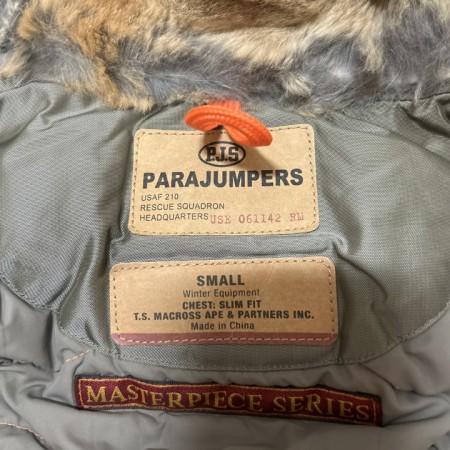 P.J.S
PARAJUMPERS
USAF 210
RESCUE SQUADRON
HEADQUARTERS USE 061142 RM
SMALL
Winter Equipment
CHEST: SLIM FIT
T.S. MACROSS APE & PARTNERS INC.
Made in China
MASTERPIECE SERIES